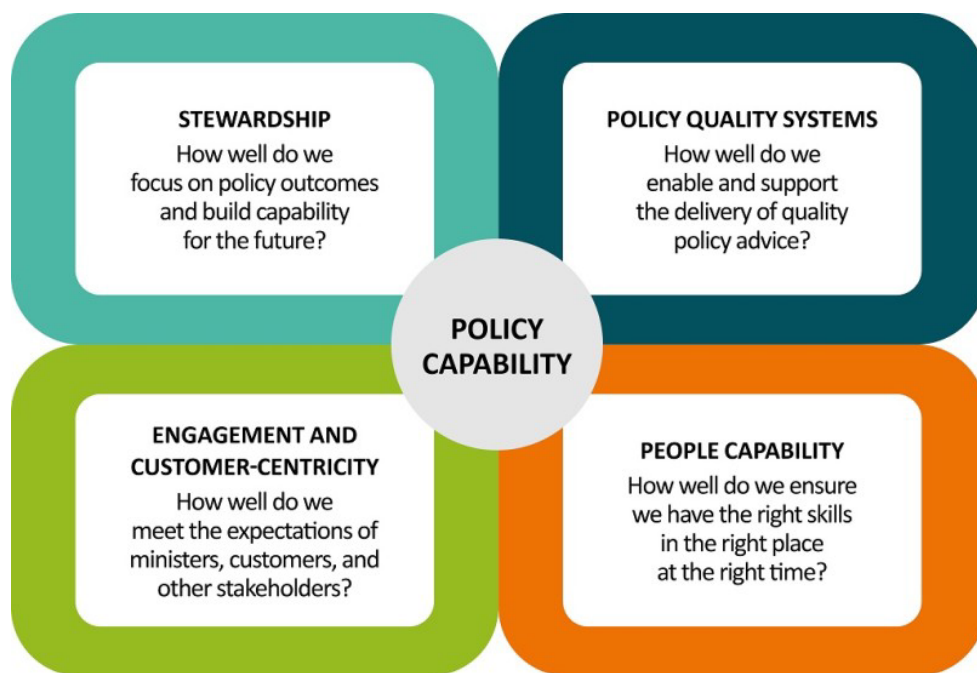 STEWARDSHIP
How well do we
focus on policy outcomes
and build capability
for the future?
POLICY QUALITY SYSTEMS
How well do we
enable and support
the delivery of quality
policy advice?
POLICY
CAPABILITY
ENGAGEMENT AND
CUSTOMER-CENTRICITY
How well do we
meet the expectations of
ministers, customers, and
other stakeholders?
PEOPLE CAPABILITY
How well do we ensure
we have the right skills
in the right place
at the right time?